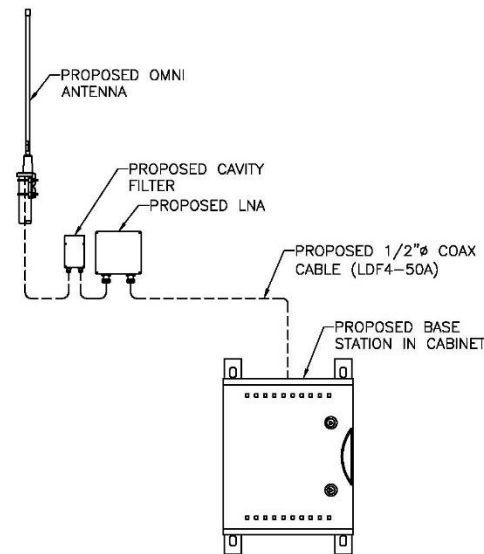 PROPOSED OMNI
ANTENNA
PROPOSED CAVITY
FILTER
PROPOSED LNA
PROPOSED 1/2"ø COAX
CABLE (LDF4-50A)
PROPOSED BASE
STATION IN CABINET